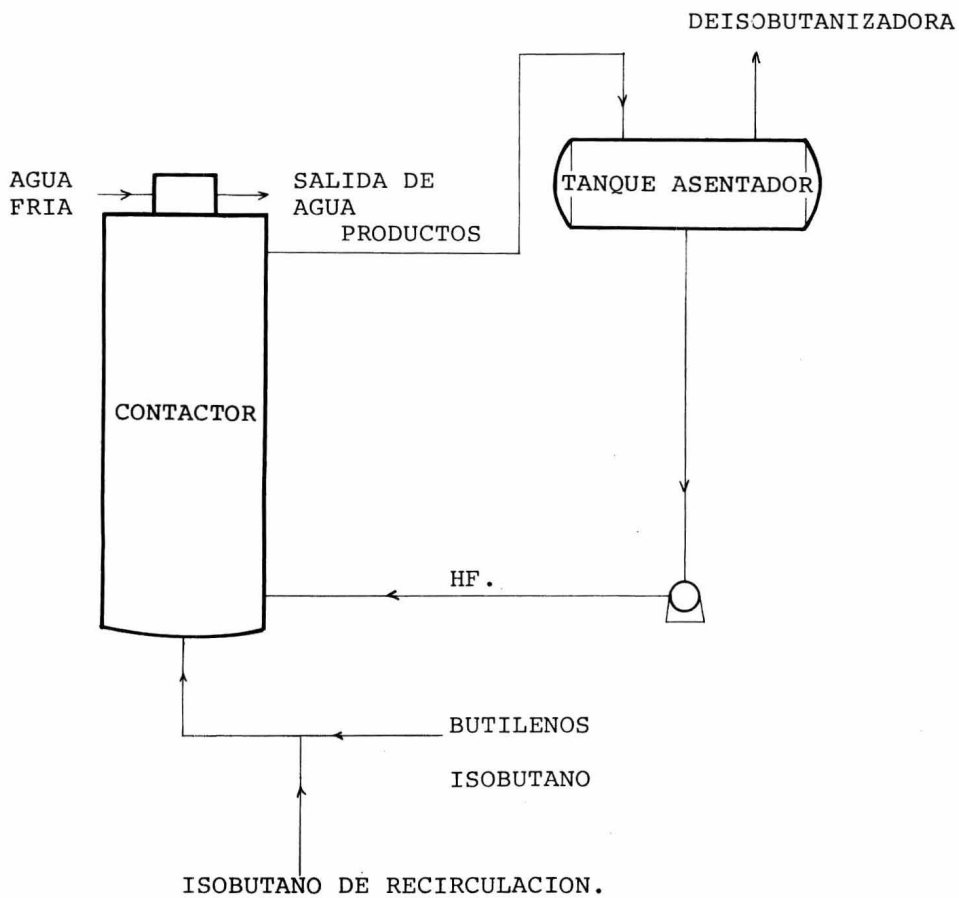 DEISOBUTANIZADORA
AGUA
FRIA
SALIDA DE
AGUA
TANQUE ASENTADOR
PRODUCTOS
CONTACTOR
HF.
BUTILENOS
ISOBUTANO
ISOBUTANO DE RECIRCULACION.